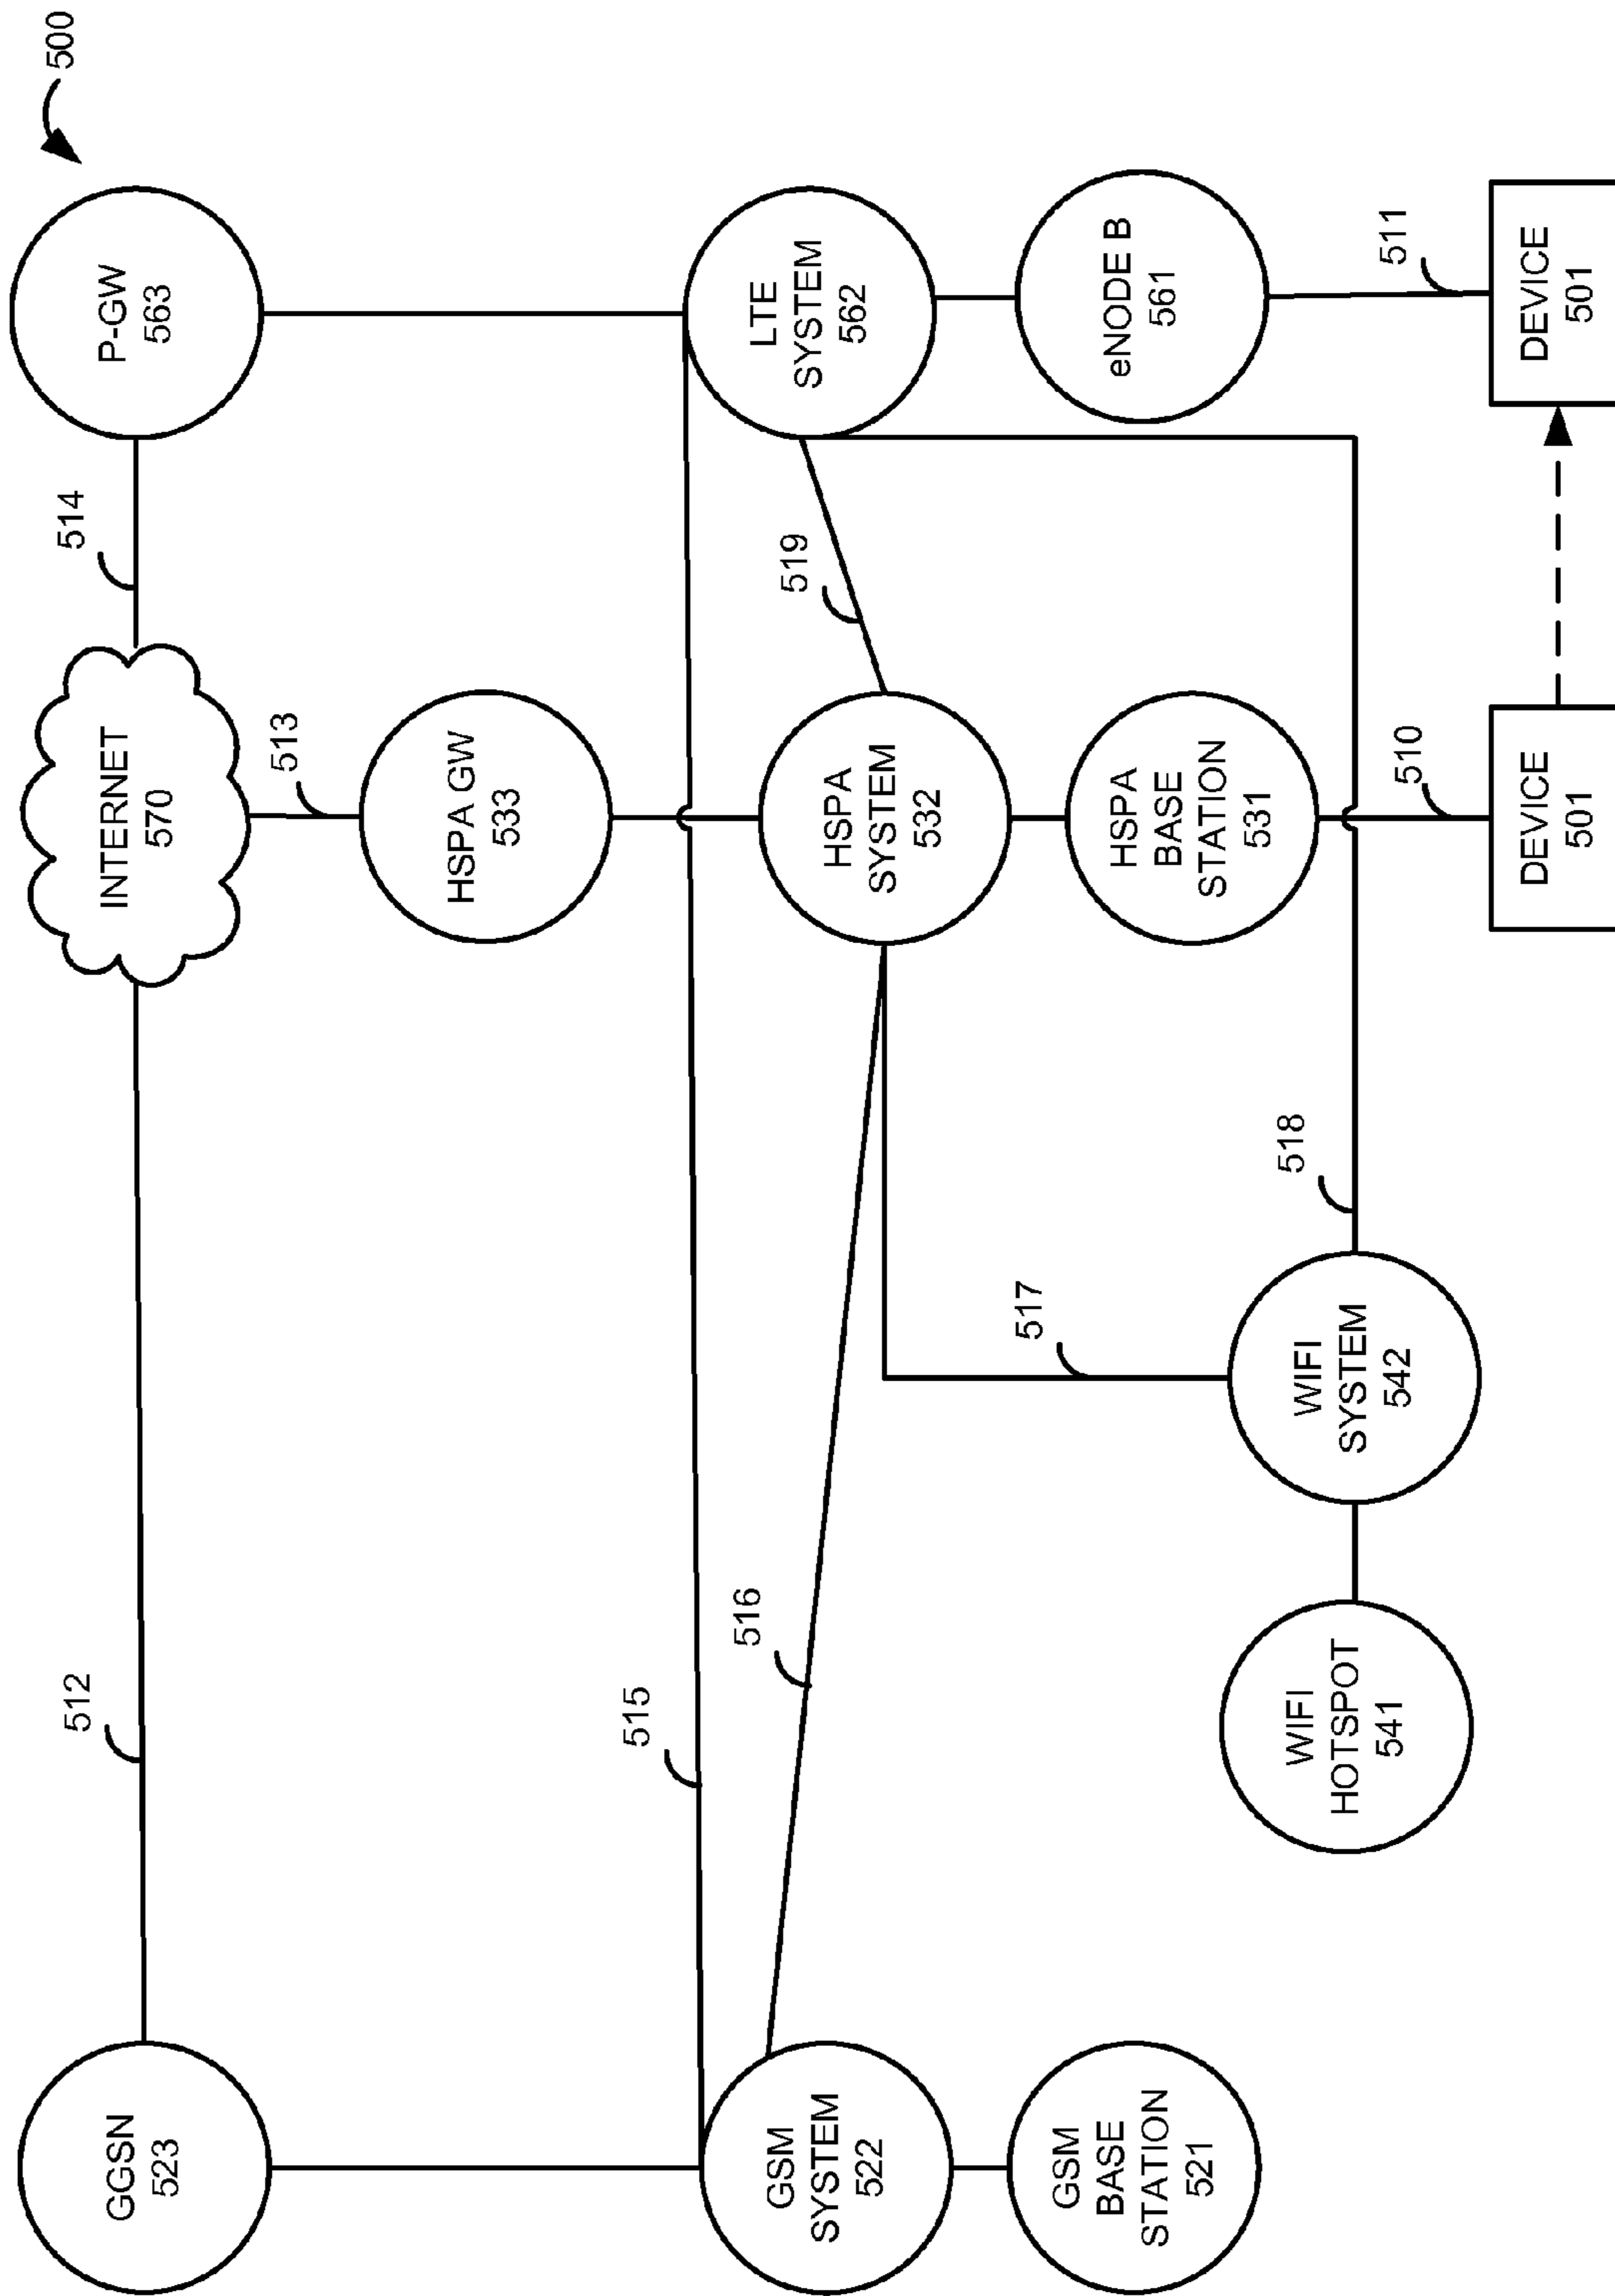 500
GGSN
523
512
INTERNET
570
514
P-GW
563
513
HSPA GW
533
515
516
519
GSM
SYSTEM
522
HSPA
SYSTEM
532
LTE
SYSTEM
562
517
GSM
BASE
STATION
521
HSPA
BASE
STATION
531
eNODE B
561
518
WIFI
HOTSPOT
541
WIFI
SYSTEM
542
510
511
DEVICE
501
DEVICE
501